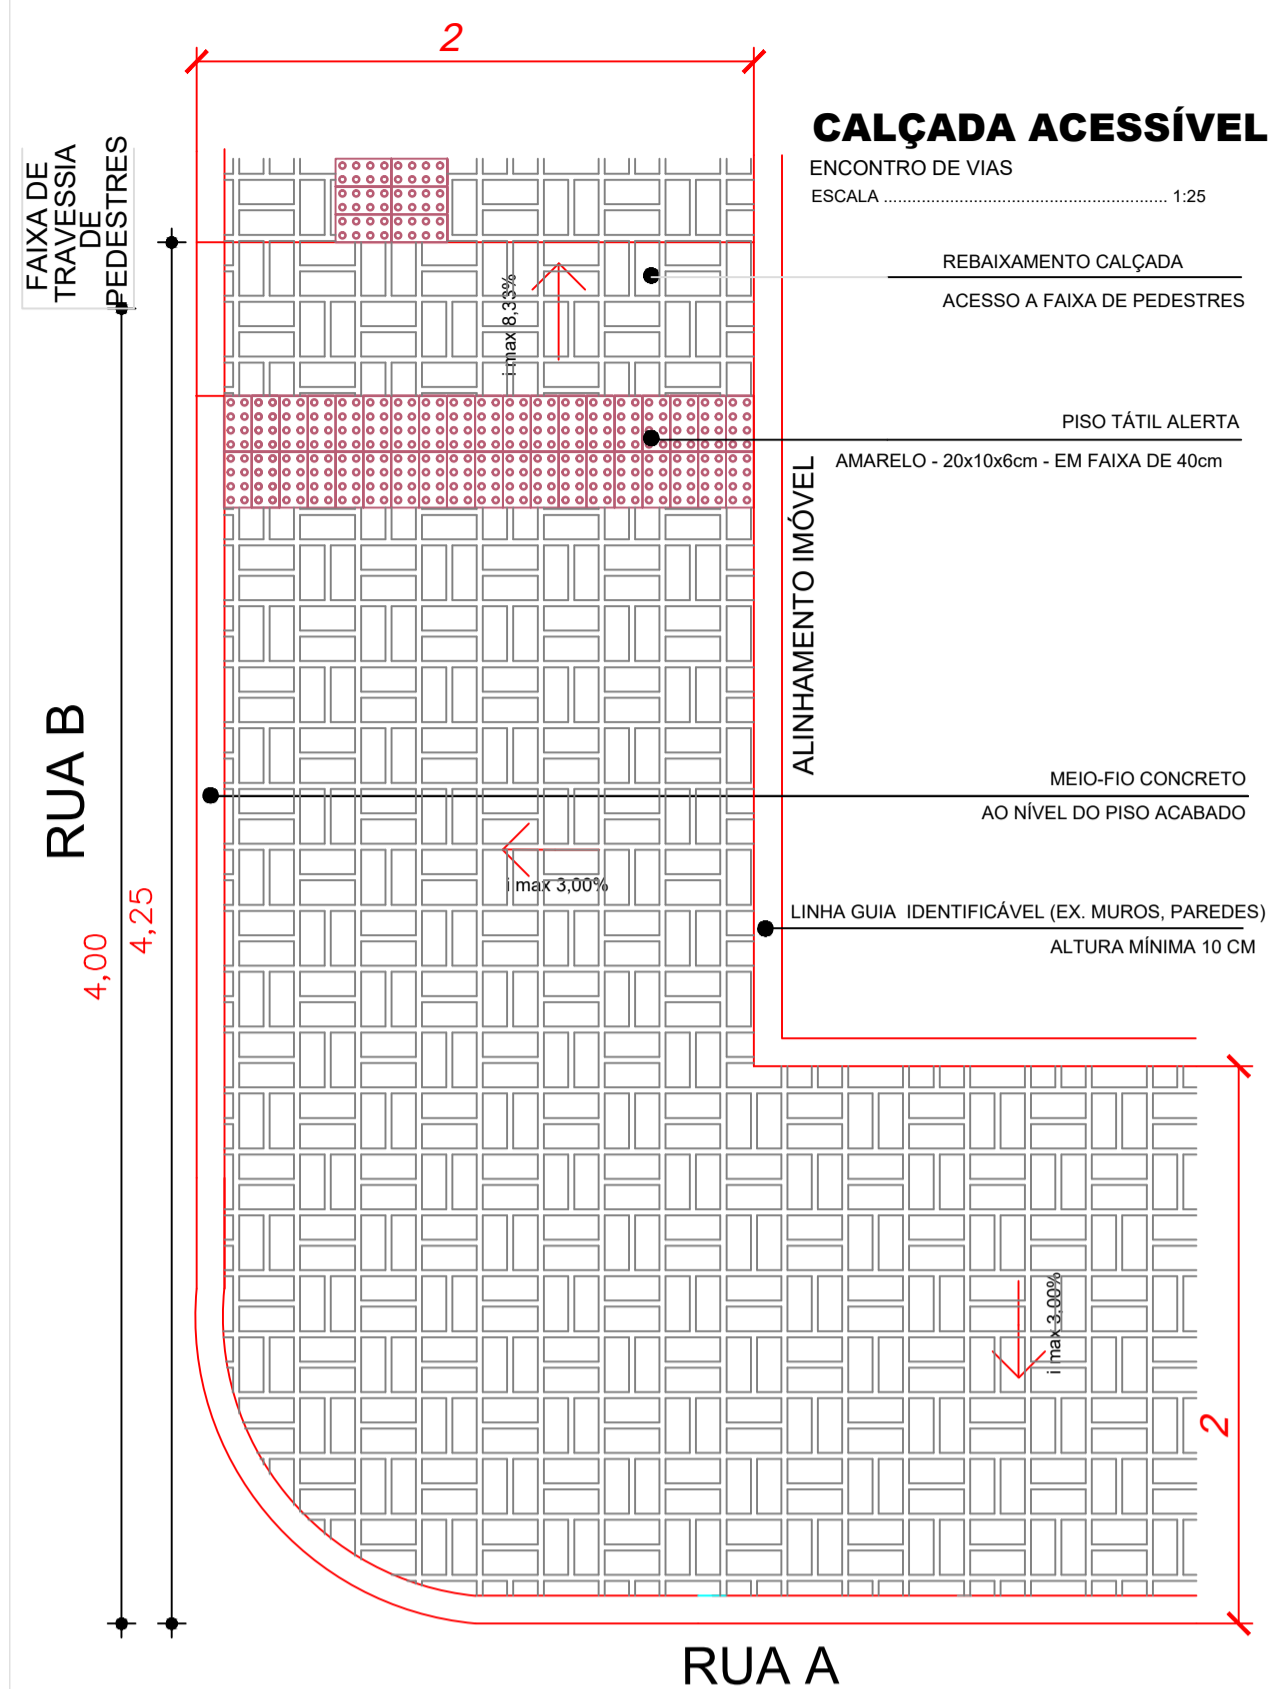 2
CALÇADA ACESSÍVEL
ENCONTRO DE VIAS
ESCALA ............................................................ 1:25
FAIXA DE
TRAVESSIA
DE
PEDESTRES
REBAIXAMENTO CALÇADA
ACESSO A FAIXA DE PEDESTRES
i max 8,33%
PISO TÁTIL ALERTA
AMARELO - 20x10x6cm - EM FAIXA DE 40cm
ALINHAMENTO IMÓVEL
RUA B
MEIO-FIO CONCRETO
AO NÍVEL DO PISO ACABADO
i max 3,00%
4,00
4,25
LINHA GUIA  IDENTIFICÁVEL (EX. MUROS, PAREDES)
ALTURA MÍNIMA 10 CM
i max 3,00%
2
RUA A